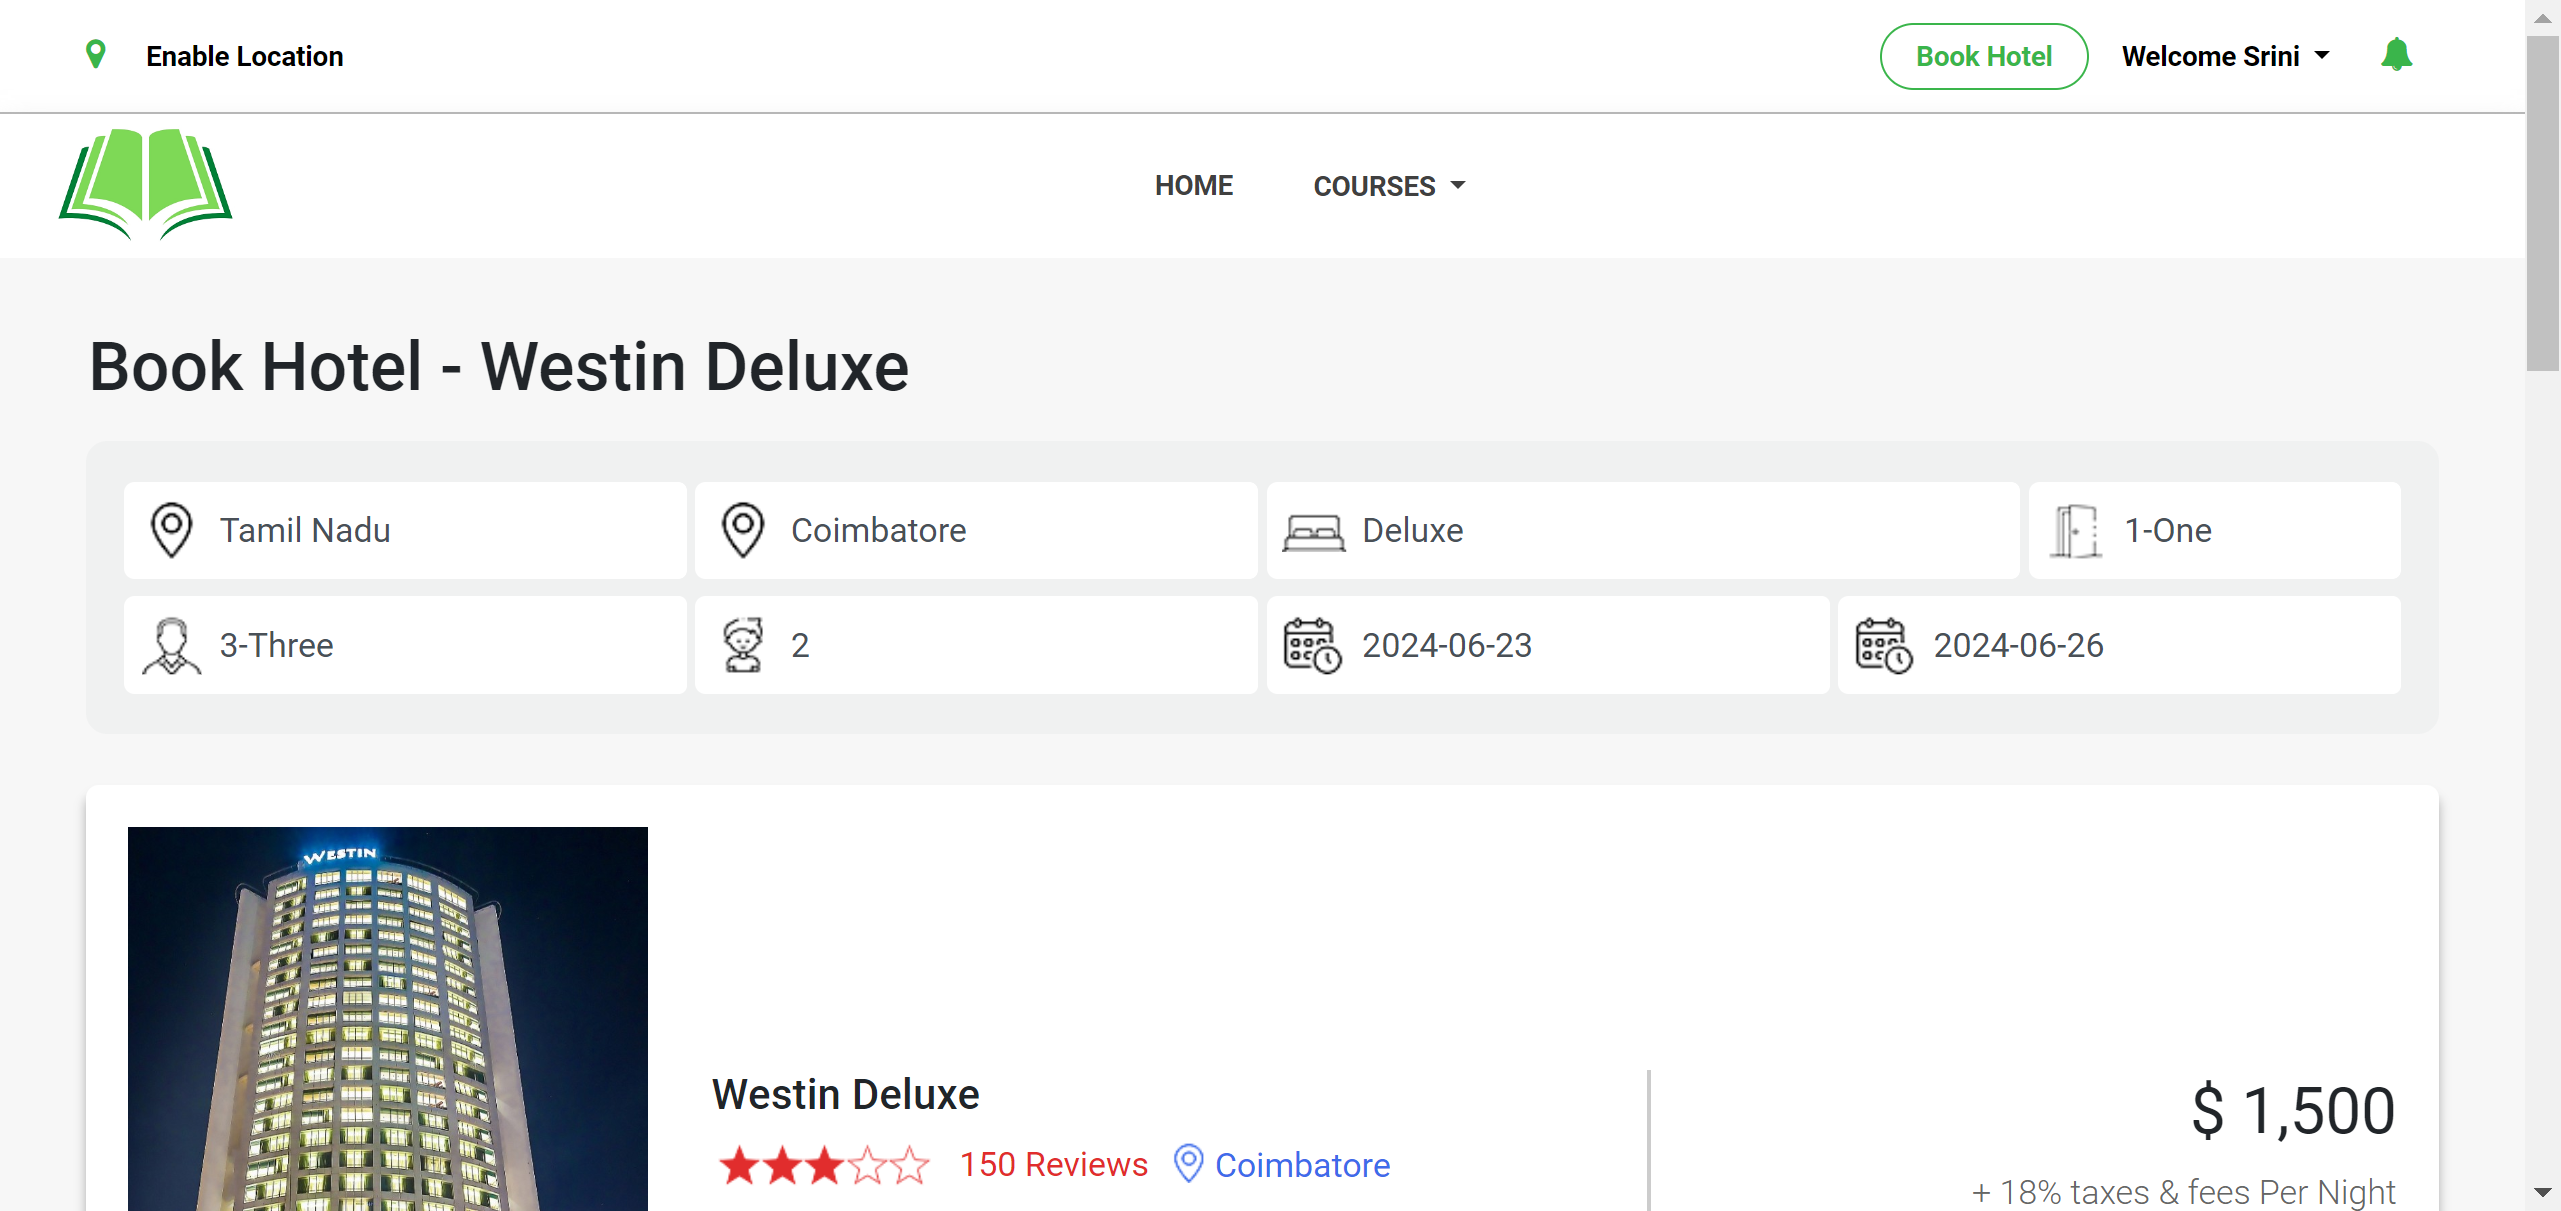 Enable Location
Book Hotel
Welcome Srini
HOME
COURSES
Book Hotel - Westin Deluxe
Tamil Nadu
Coimbatore
Deluxe
1-One
3-Three
2
2024-06-23
2024-06-26
WESTIN
Westin Deluxe
150 Reviews
Coimbatore
$ 1,500
+ 18% taxes & fees Per Night